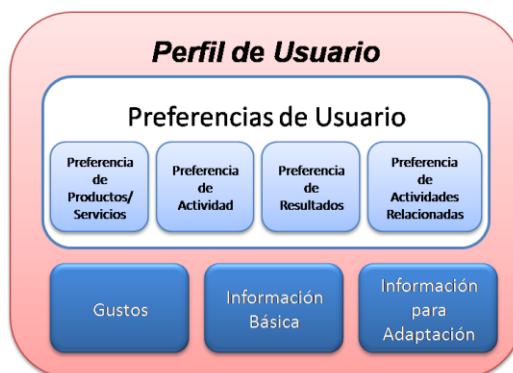 Perfil de Usuario
Preferencias de Usuario
Preferencia
de
Productos/
Servicios
Preferencia
de
Actividad
Preferencia
de
Resultados
Preferencia
de
Actividades
Relacionadas
Gustos
Información
Básica
Información
para
Adaptación